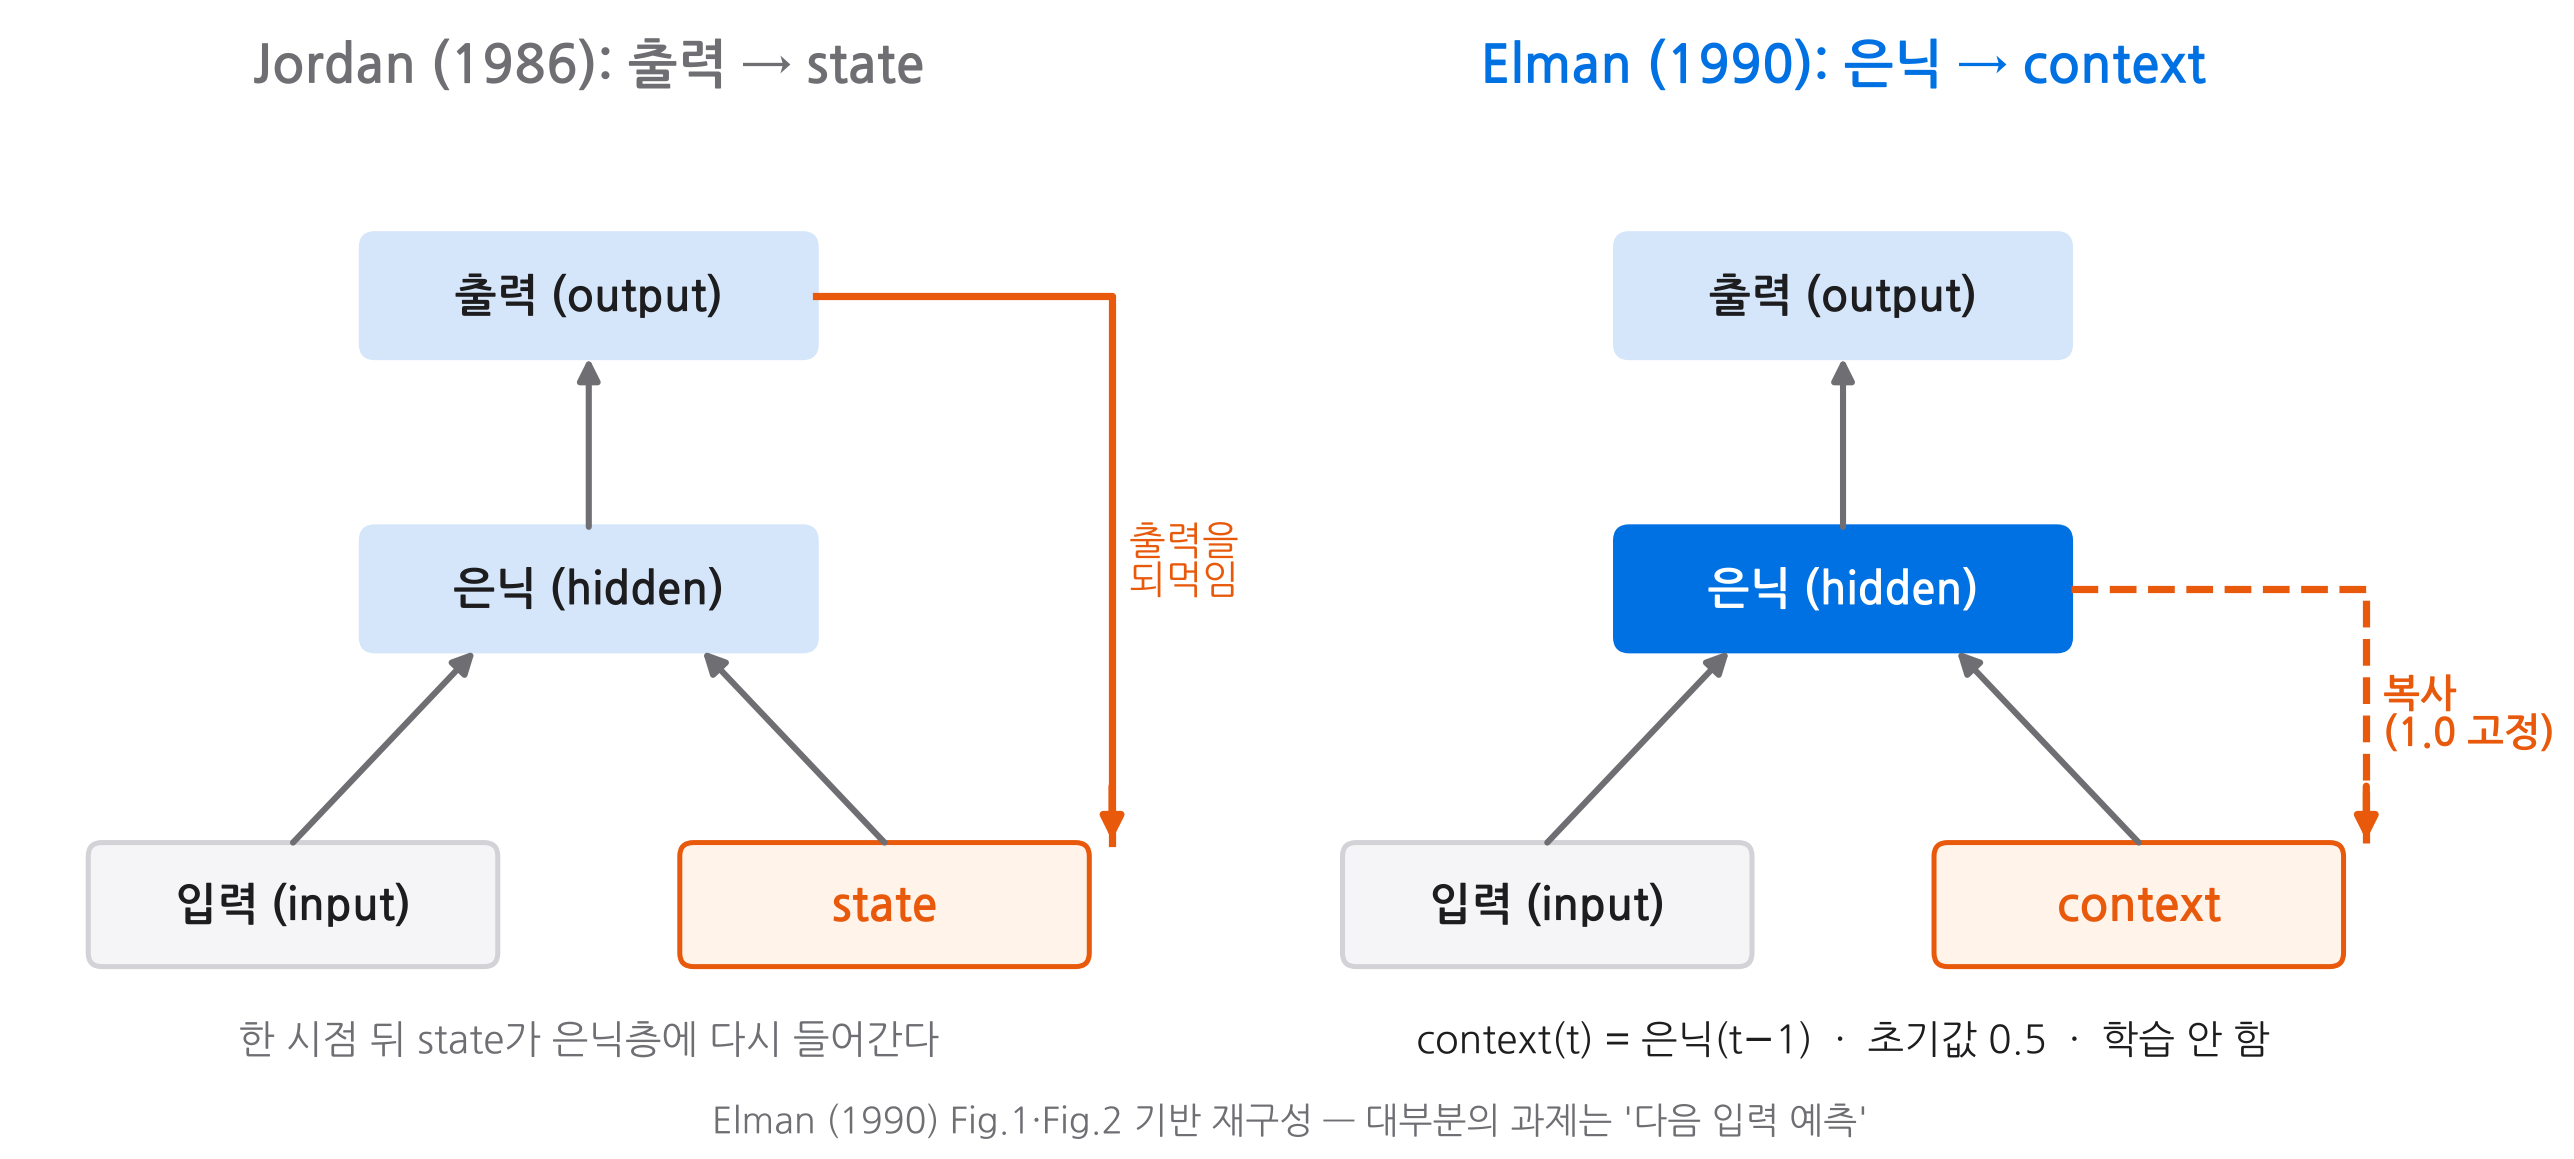 Jordan (1986): 출력 → state
출력 (output)
은닉 (hidden)
출력을
되먹임
입력 (input)
state
한 시점 뒤 state가 은닉층에 다시 들어간다
Elman (1990): 은닉 → context
출력 (output)
은닉 (hidden)
복사
(1.0 고정)
입력 (input)
context
context(t) = 은닉(t−1) · 초기값 0.5 · 학습 안 함
Elman (1990) Fig.1·Fig.2 기반 재구성 — 대부분의 과제는 '다음 입력 예측'